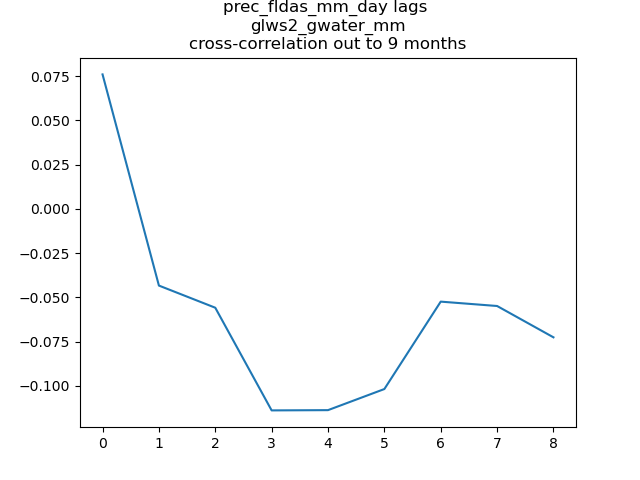 prec_fldas_mm_day lags
glws2_gwater_mm
cross-correlation out to 9 months
0.075
0.050
0.025
0.000
−0.025
−0.050
−0.075
−0.100
0 1 2 3 4 5 6 7 8